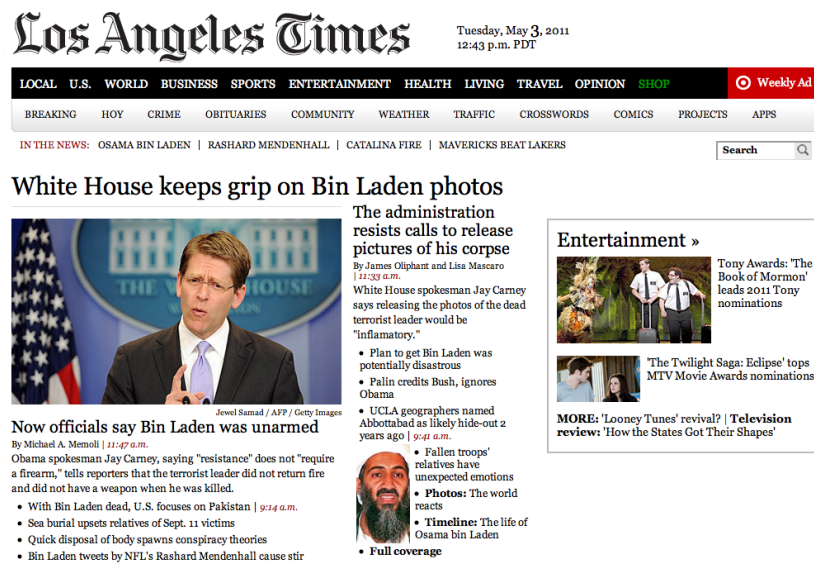 Los Angeles Times
Tuesday, May 3, 2011
12:43 p.m. PDT
LOCAL U.S. WORLD BUSINESS SPORTS ENTERTAINMENT HEALTH LIVING TRAVEL OPINION SHOP Weekly Ad
BREAKING HOY CRIME OBITUARIES COMMUNITY WEATHER TRAFFIC CROSSWORDS COMICS PROJECTS APPS
IN THE NEWS: OSAMA BIN LADEN | RASHARD MENDENHALL | CATALINA FIRE | MAVERICKS BEAT LAKERS
Search
White House keeps grip on Bin Laden photos
THE WHITE HOUSE
WASHINGTON
Jewel Samad / AFP / Getty Images
Now officials say Bin Laden was unarmed
By Michael A. Memoli | 11:47 a.m.
Obama spokesman Jay Carney, saying "resistance" does not "require
a firearm," tells reporters that the terrorist leader did not return fire
and did not have a weapon when he was killed.
• With Bin Laden dead, U.S. focuses on Pakistan | 9:14 a.m.
• Sea burial upsets relatives of Sept. 11 victims
• Quick disposal of body spawns conspiracy theories
• Bin Laden tweets by NFL's Rashard Mendenhall cause stir
The administration
resists calls to release
pictures of his corpse
By James Oliphant and Lisa Mascaro
| 11:33 a.m.
White House spokesman Jay Carney
says releasing the photos of the dead
terrorist leader would be
"inflamatory."
• Plan to get Bin Laden was
potentially disastrous
• Palin credits Bush, ignores
Obama
• UCLA geographers named
Abbottabad as likely hide-out 2
years ago | 9:41 a.m.
• Fallen troops'
relatives have
unexpected emotions
• Photos: The world
reacts
• Timeline: The life of
Osama bin Laden
• Full coverage
Entertainment »
Tony Awards: 'The
Book of Mormon'
leads 2011 Tony
nominations
'The Twilight Saga: Eclipse' tops
MTV Movie Awards nominations
MORE: 'Looney Tunes' revival? | Television
review: 'How the States Got Their Shapes'